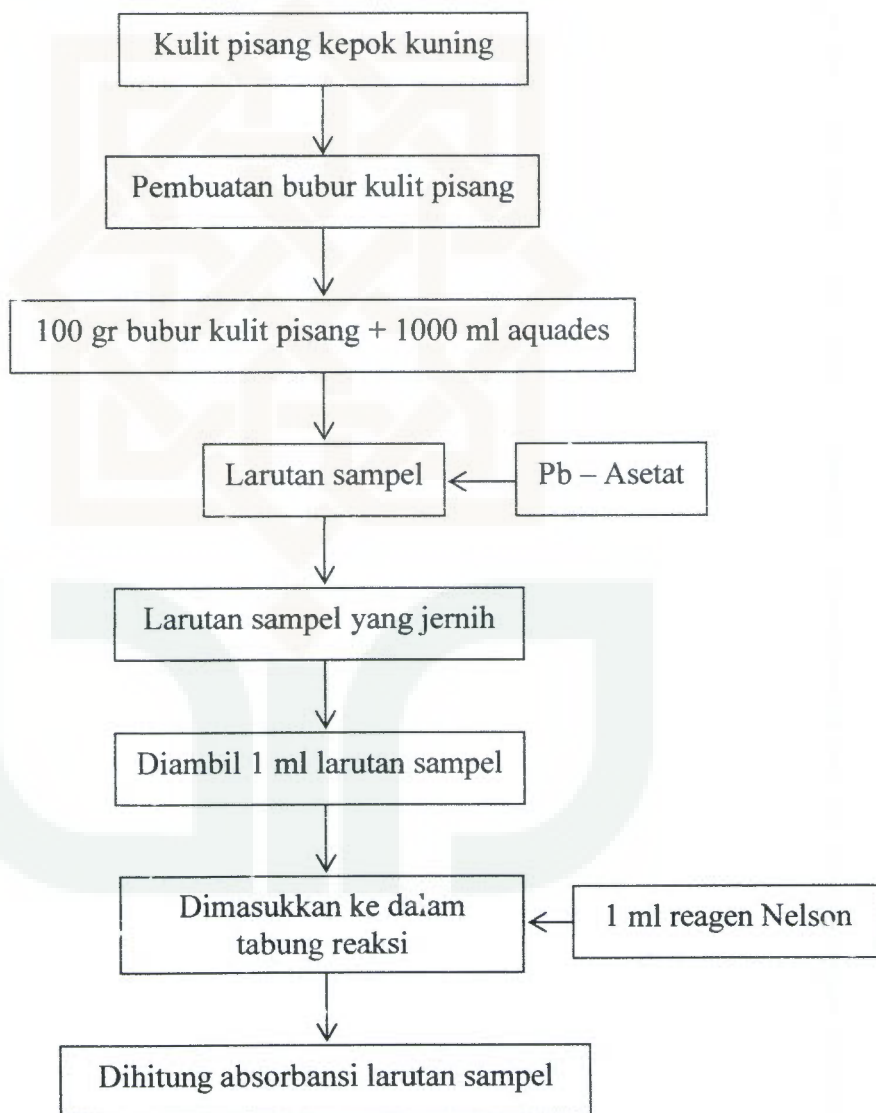 Kulit pisang kepok kuning
Pembuatan bubur kulit pisang
100 gr bubur kulit pisang + 1000 ml aquades
Larutan sampel
Pb – Asetat
Larutan sampel yang jernih
Diambil 1 ml larutan sampel
Dimasukkan ke dalam
tabung reaksi
1 ml reagen Nelson
Dihitung absorbansi larutan sampel